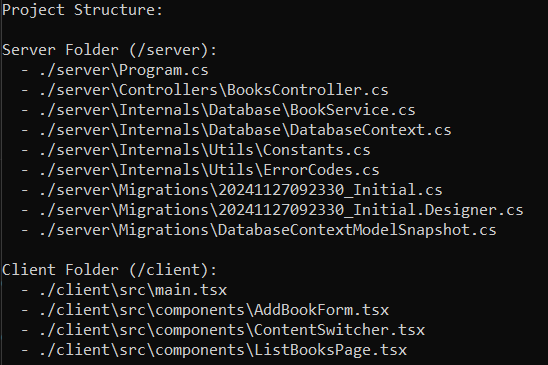 Project Structure:
Server Folder (/server):
- ./server\Program.cs
- ./server\Controllers\BooksController.cs
- ./server\Internals\Database\BookService.cs
- ./server\Internals\Database\DatabaseContext.cs
- ./server\Internals\Utils\Constants.cs
- ./server\Internals\Utils\ErrorCodes.cs
- ./server\Migrations\20241127092330_Initial.cs
- ./server\Migrations\20241127092330_Initial.Designer.cs
- ./server\Migrations\DatabaseContextModelSnapshot.cs
Client Folder (/client):
- ./client\src\main.tsx
- ./client\src\components\AddBookForm.tsx
- ./client\src\components\ContentSwitcher.tsx
- ./client\src\components\ListBooksPage.tsx